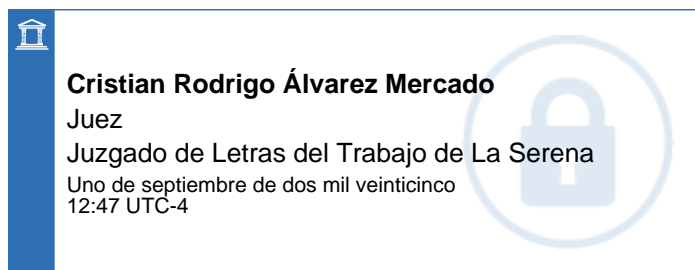 Cristian Rodrigo Álvarez Mercado
Juez
Juzgado de Letras del Trabajo de La Serena
Uno de septiembre de dos mil veinticinco
12:47 UTC-4